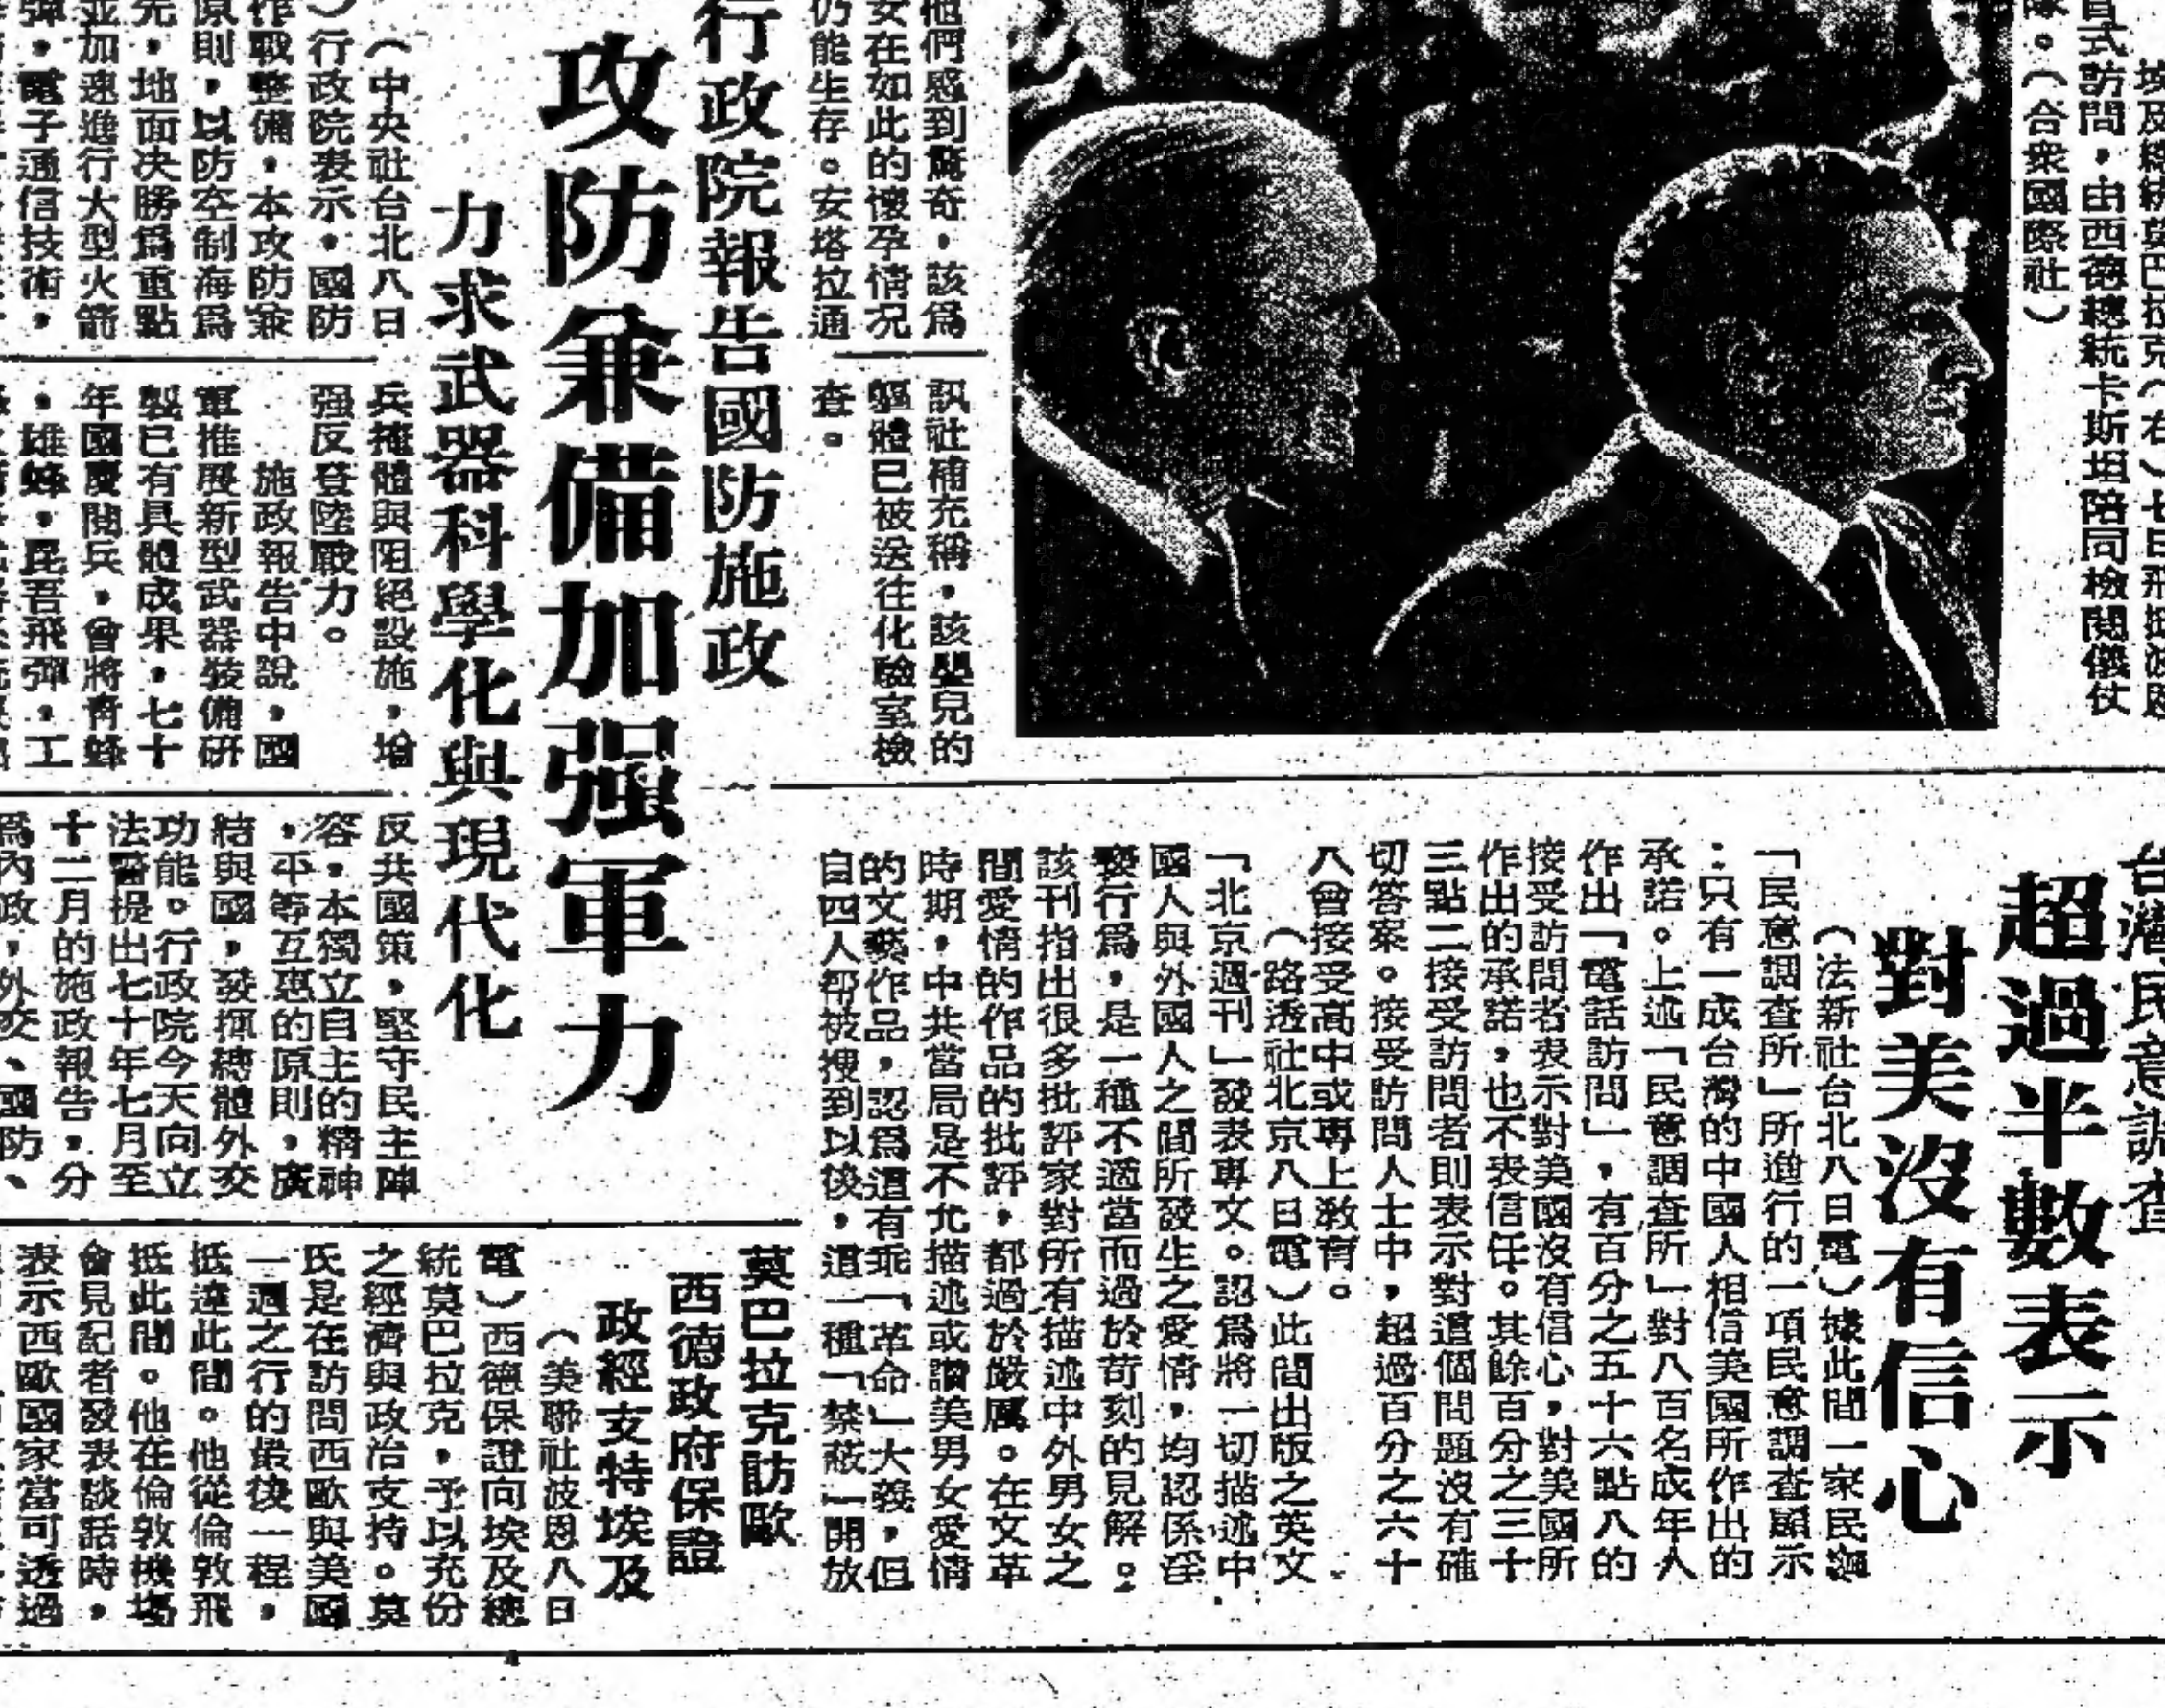 埃及總統莫巴拉克（右）七日飛抵波恩
官式訪問，由西德總統卡斯坦陪同檢閱儀仗
隊。（合衆國際社）
他們感到驚奇，該爲
安在如此的懷孕情況
仍能生存。安塔拉通
訊社補充稱，該嬰兒的
軀體已被送往化驗室檢
查。
行政院報告國防施政
攻防兼備加强軍力
力求武器科學化與現代化
（中央社台北八日
）行政院表示，國防
作戰整備，本攻防兼
原則，以防空制海爲
先，地面決勝爲重點
並加速進行大型火箭
彈，電子通信技術，
兵掩體與阻絕設施，增
强反登陸戰力。
施政報告中說，國
軍推展新型武器裝備研
製已有具體成果，七十
年國慶閱兵，曾將靑蜂
，雄蜂，昆吾飛彈，工
反共國策，堅守民主陣
容，本獨立自主的精神
，平等互惠的原則，廣
結與國，發揮總體外交
功能。行政院今天向立
法院提出七十年七月至
十二月的施政報告，分
爲內政，外交、國防、
台灣民意調查
超過半數表示
對美沒有信心
（法新社台北八日電）據此間一家民營
「民意調查所」所進行的一項民意調查顯示
：只有一成台灣的中國人相信美國所作出的
承諾。上述「民意調查所」對八百名成年人
作出「電話訪問」，有百分之五十六點八的
接受訪問者表示對美國沒有信心，對美國所
作出的承諾，也不表信任。其餘百分之三十
三點二接受訪問者則表示對這個問題沒有確
切答案。接受訪問人士中，超過百分之六十
八曾接受高中或專上教育。
（路透社北京八日電）此間出版之英文
「北京週刊」發表專文。認爲將一切描述中
國人與外國人之間所發生之愛情，均認係淫
褻行爲，是一種不適當而過於苛刻的見解。
該刊指出很多批評家對所有描述中外男女之
間愛情的作品的批評，都過於嚴厲。在文革
時期，中共當局是不允描述或讚美男女愛情
的文藝作品，認爲這有乖「革命」大義，但
自四人帮被搜到以後，這一種「禁蔽」開放
莫巴拉克訪歐
西德政府保證
政經支特埃及
（美聯社波恩八日
電）西德保證向埃及總
統莫巴拉克，予以充份
之經濟與政治支持。莫
氏是在訪問西歐與美國
一週之行的最後一程，
抵達此間。他從倫敦飛
抵此間。他在倫敦機場
會見記者發表談話時，
表示西歐國家當可透過